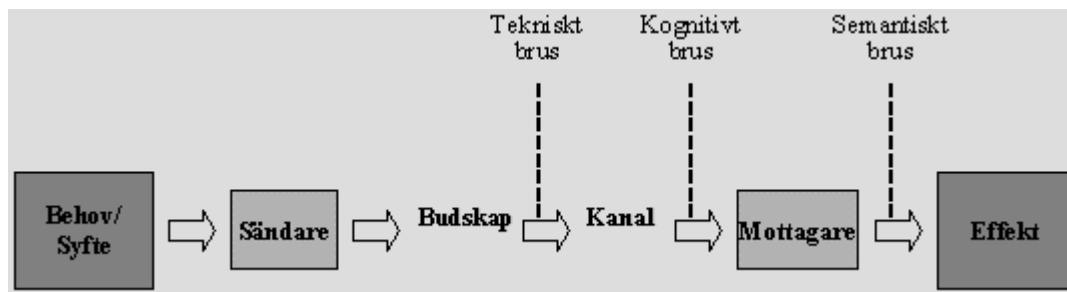 Tekniskt
brus
Kognitivt
brus
Semantiskt
brus
Behov/
Syfte
Sändare
Budskap
Kanal
Mottagare
Effekt